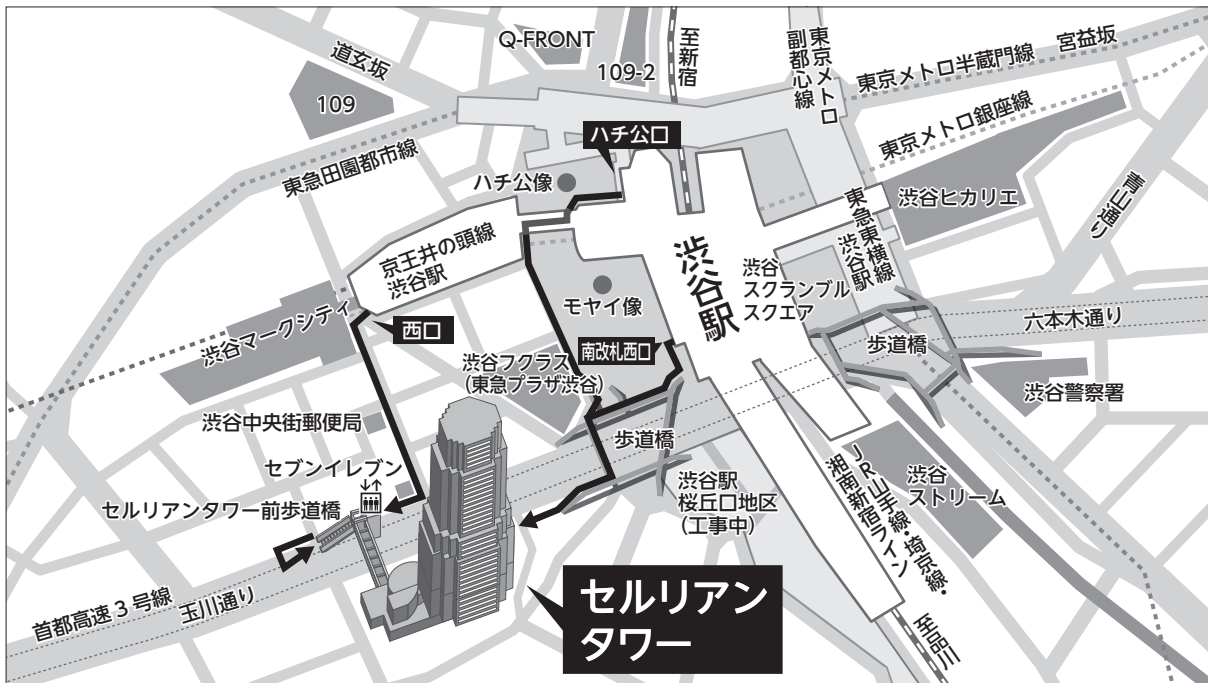 Q-FRONT
109-2
至新宿
東京メトロ
副都心線
東京メトロ半蔵門線
宮益坂
道玄坂
109
東急田園都市線
ハチ公口
ハチ公像
東京メトロ銀座線
渋谷ヒカリエ
青山通り
京王井の頭線
渋谷駅
渋谷駅
東急東横線
渋谷駅
渋谷
スクランブル
スクエア
モヤイ像
渋谷マークシティ
西口
南改札西口
六本木通り
歩道橋
渋谷警察署
渋谷フクラス
(東急プラザ渋谷)
渋谷中央街郵便局
歩道橋
セブンイレブン
セルリアンタワー前歩道橋
渋谷駅
桜丘口地区
(工事中)
JR山手線・埼京線・
湘南新宿ライン
渋谷
ストリーム
首都高速3号線
玉川通り
セルリアン
タワー
至品川